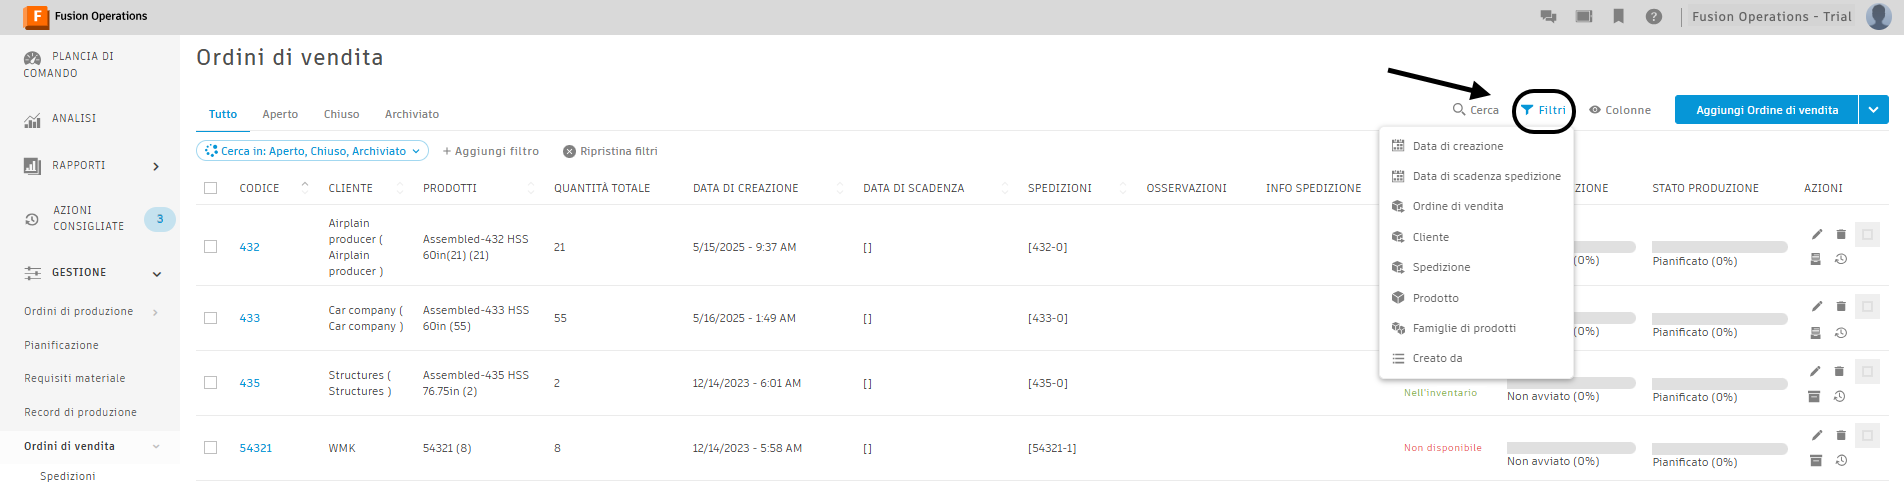 F Fusion Operations
Fusion Operations - Trial
PLANCIA DI
COMANDO
ANALISI
RAPPORTI
AZIONI
CONSIGLIATE
3
GESTIONE
Ordini di produzione
Pianificazione
Requisiti materiale
Record di produzione
Ordini di vendita
Spedizioni
Ordini di vendita
Tutto Aperto Chiuso Archiviato
Cerca Filtri Colonne Aggiungi Ordine di vendita
Cerca in: Aperto, Chiuso, Archiviato + Aggiungi filtro Ripristina filtri
Data di creazione
Data di scadenza spedizione
Ordine di vendita
Cliente
Spedizione
Prodotto
Famiglie di prodotti
Creato da
CODICE CLIENTE PRODOTTI QUANTITÀ TOTALE DATA DI CREAZIONE DATA DI SCADENZA SPEDIZIONI OSSERVAZIONI INFO SPEDIZIONE ZIONE STATO PRODUZIONE AZIONI
432
Airplain
producer (
Airplain
producer )
Assembled-432 HSS
60in(21) (21)
21
5/15/2025 - 9:37 AM
[]
[432-0]
(0%)
Pianificato (0%)
433
Car company (
Car company )
Assembled-433 HSS
60in (55)
55
5/16/2025 - 1:49 AM
[]
[433-0]
(0%)
Pianificato (0%)
435
Structures (
Structures )
Assembled-435 HSS
76.75in (2)
2
12/14/2023 - 6:01 AM
[]
[435-0]
Nell'inventario
Non avviato (0%)
Pianificato (0%)
54321
WMK
54321 (8)
8
12/14/2023 - 5:58 AM
[]
[54321-1]
Non disponibile
Non avviato (0%)
Pianificato (0%)